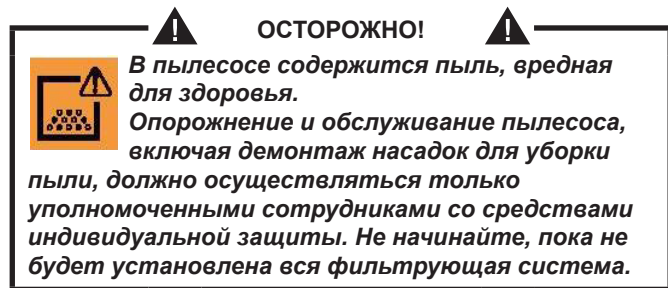 ОСТОРОЖНО!
В пылесосе содержится пыль, вредная
для здоровья.
Опорожнение и обслуживание пылесоса,
включая демонтаж насадок для уборки
пыли, должно осуществляться только
уполномоченными сотрудниками со средствами
индивидуальной защиты. Не начинайте, пока не
будет установлена вся фильтрующая система.